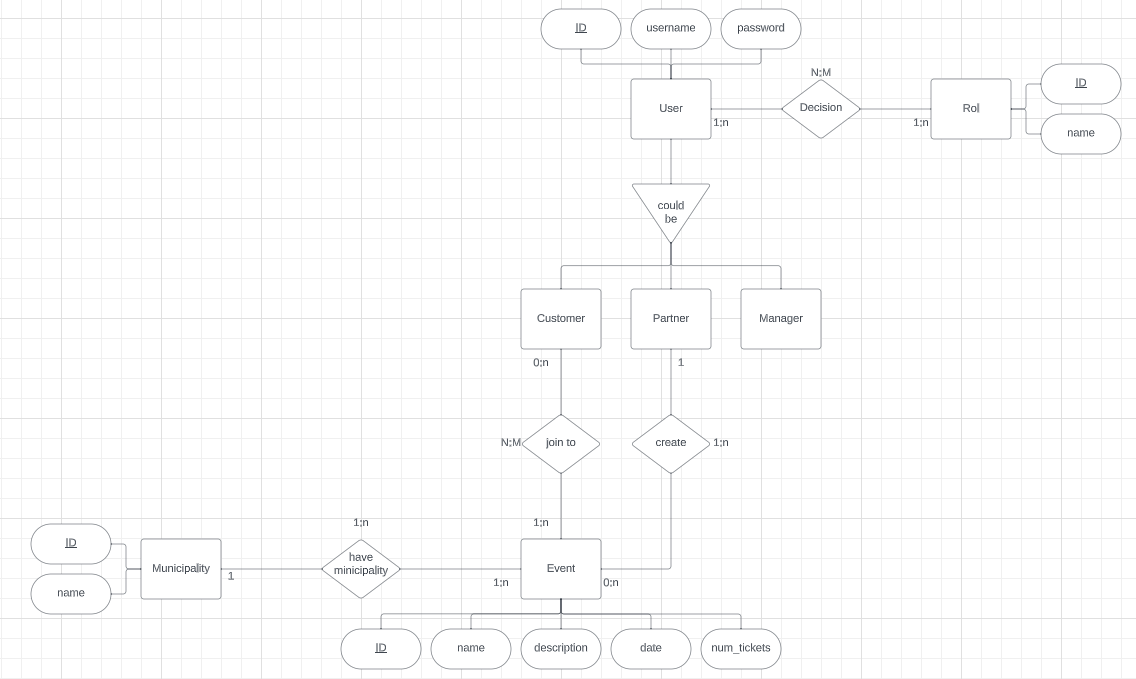 ID
username
password
N;M
User
Decision
Rol
ID
name
1;n
1;n
could
be
Customer
Partner
Manager
0;n
1
N;M
join to
create
1;n
1;n
1;n
ID
name
Municipality
1
have
minicipality
1;n
Event
0;n
ID
name
description
date
num_tickets